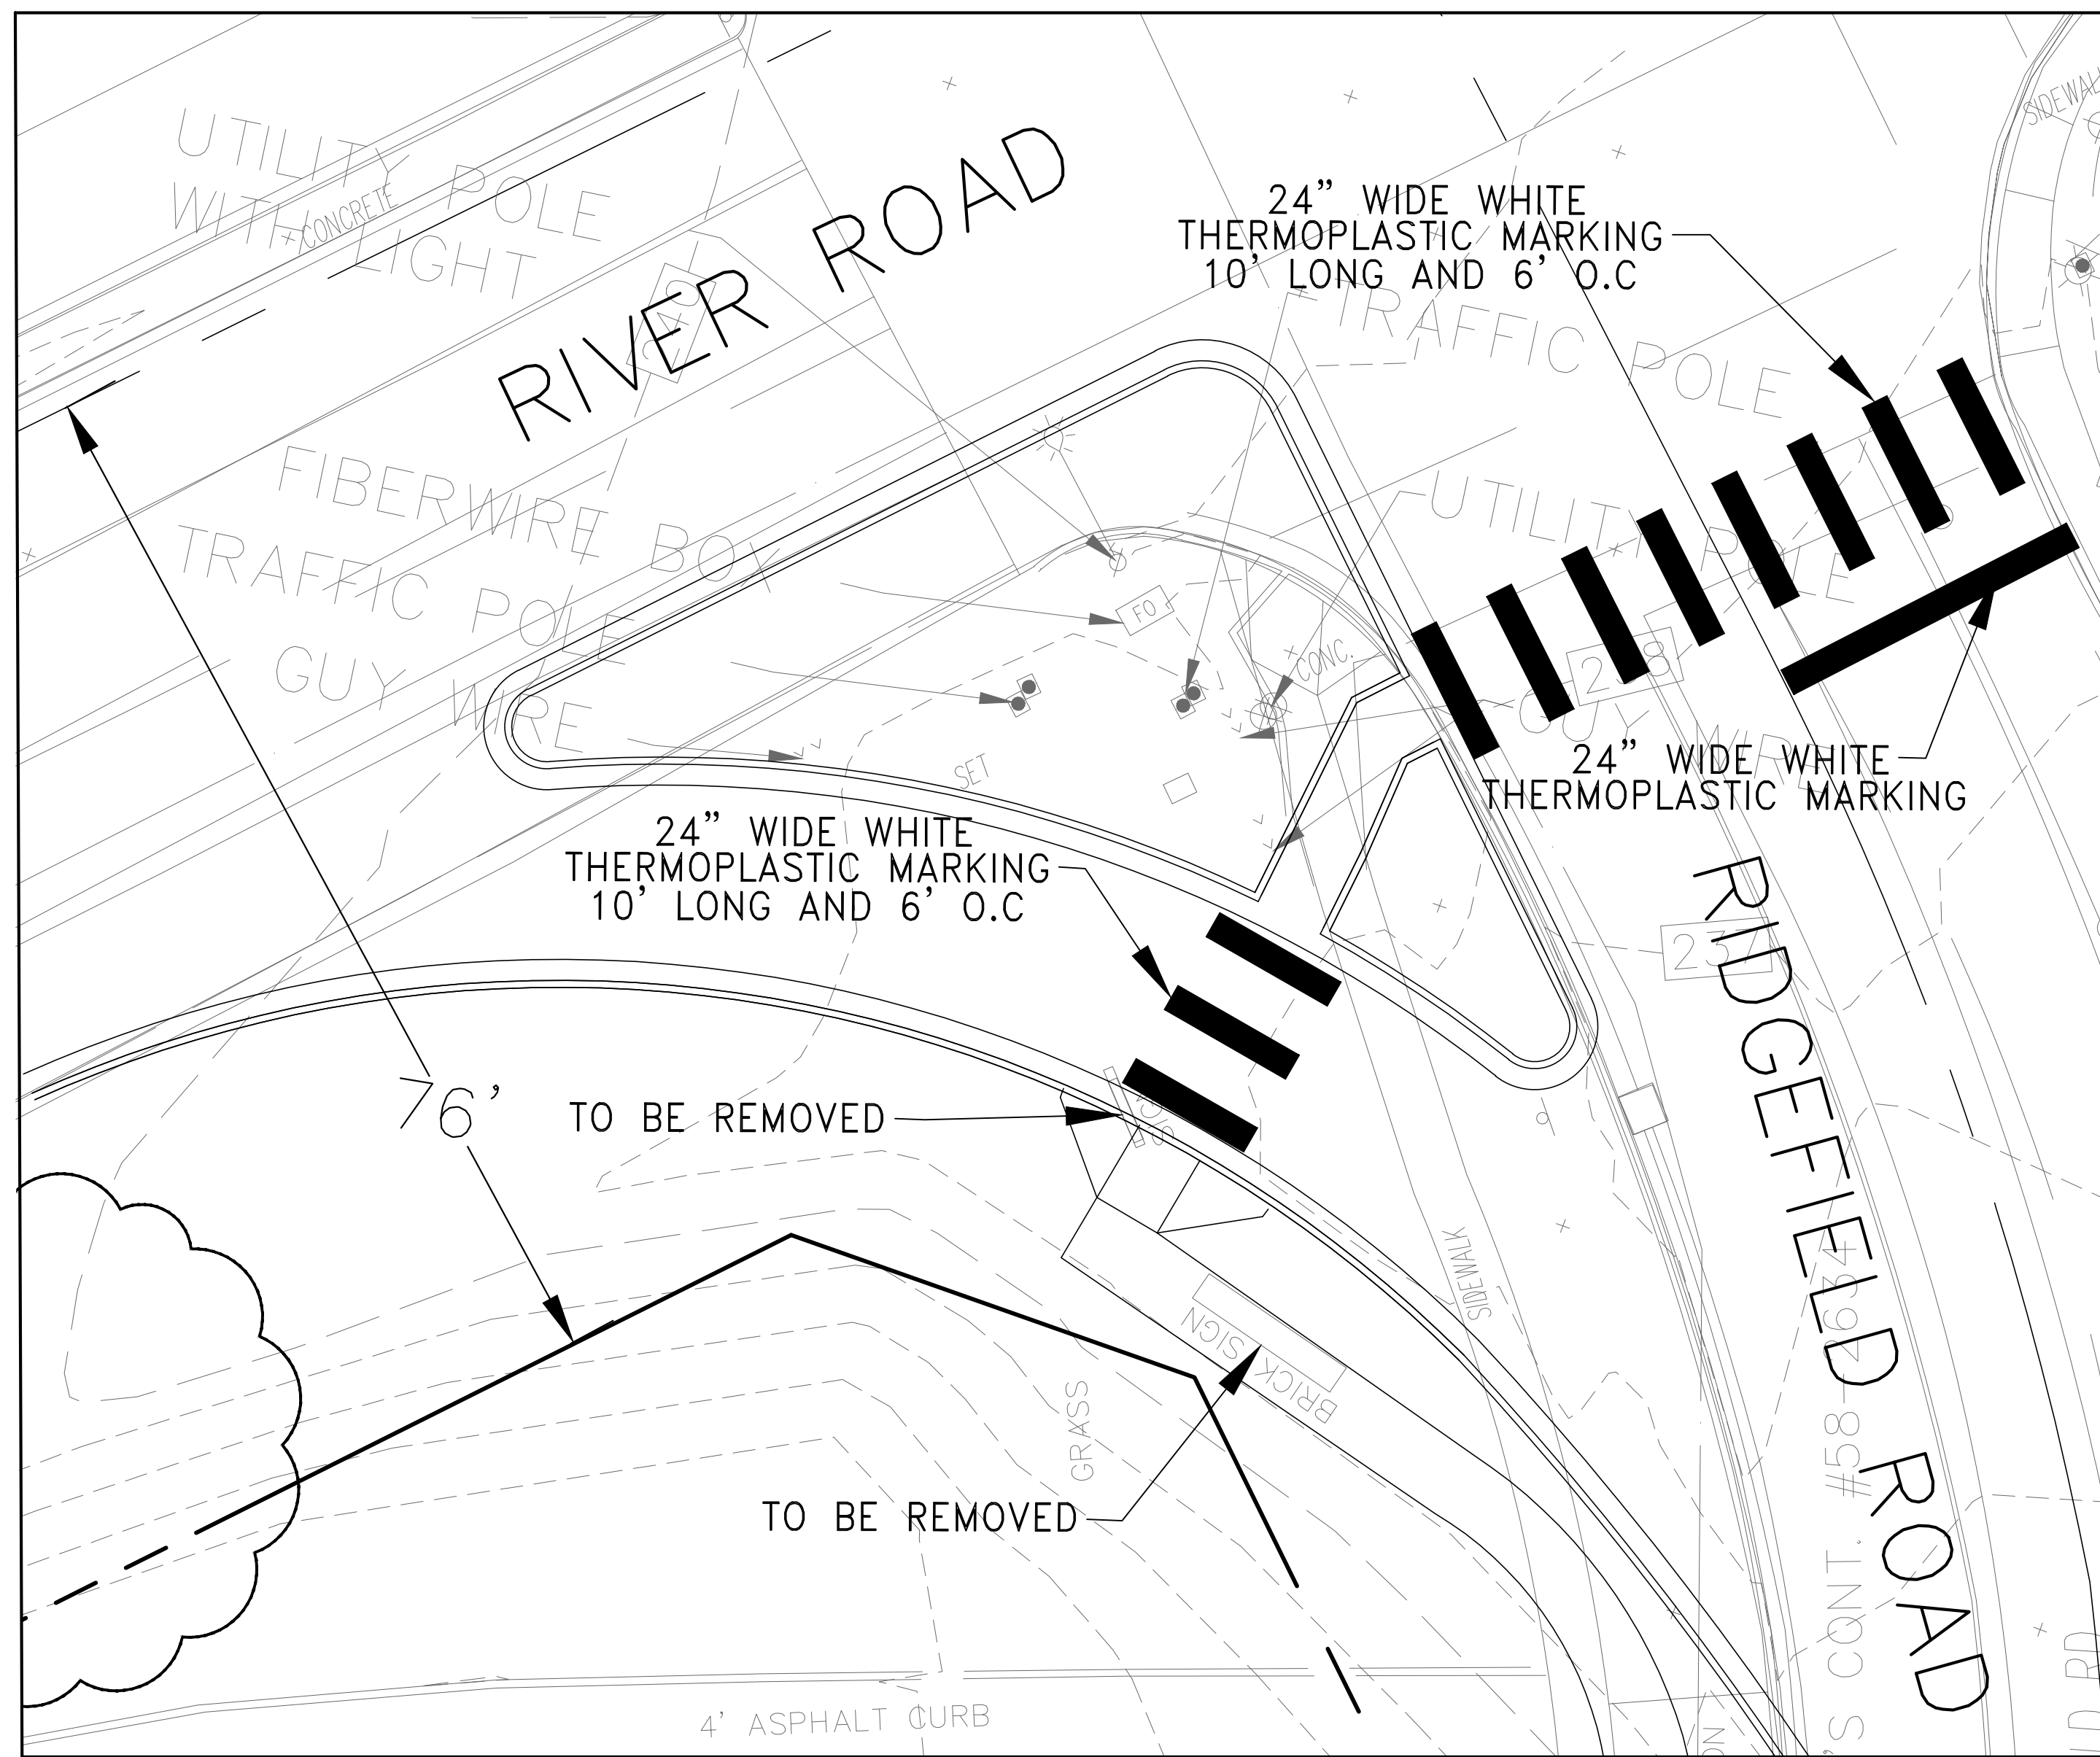 UTILITY POLE
WITH LIGHT
CONCRETE
RIVER ROAD
240
24" WIDE WHITE
THERMOPLASTIC MARKING
10' LONG AND 6' O.C
TRAFFIC POLE
FIBERWIRE BOX
TRAFFIC POLE
GUY WIRE
UTILITY POLE
FO
CONC.
238
GUY WIRE
SET
24" WIDE WHITE
THERMOPLASTIC MARKING
24" WIDE WHITE
THERMOPLASTIC MARKING
10' LONG AND 6' O.C
237
RIDGEFIELD ROAD
76'
TO BE REMOVED
SIDEWALK
BRICK SIGN
GRASS
TO BE REMOVED
4' ASPHALT CURB